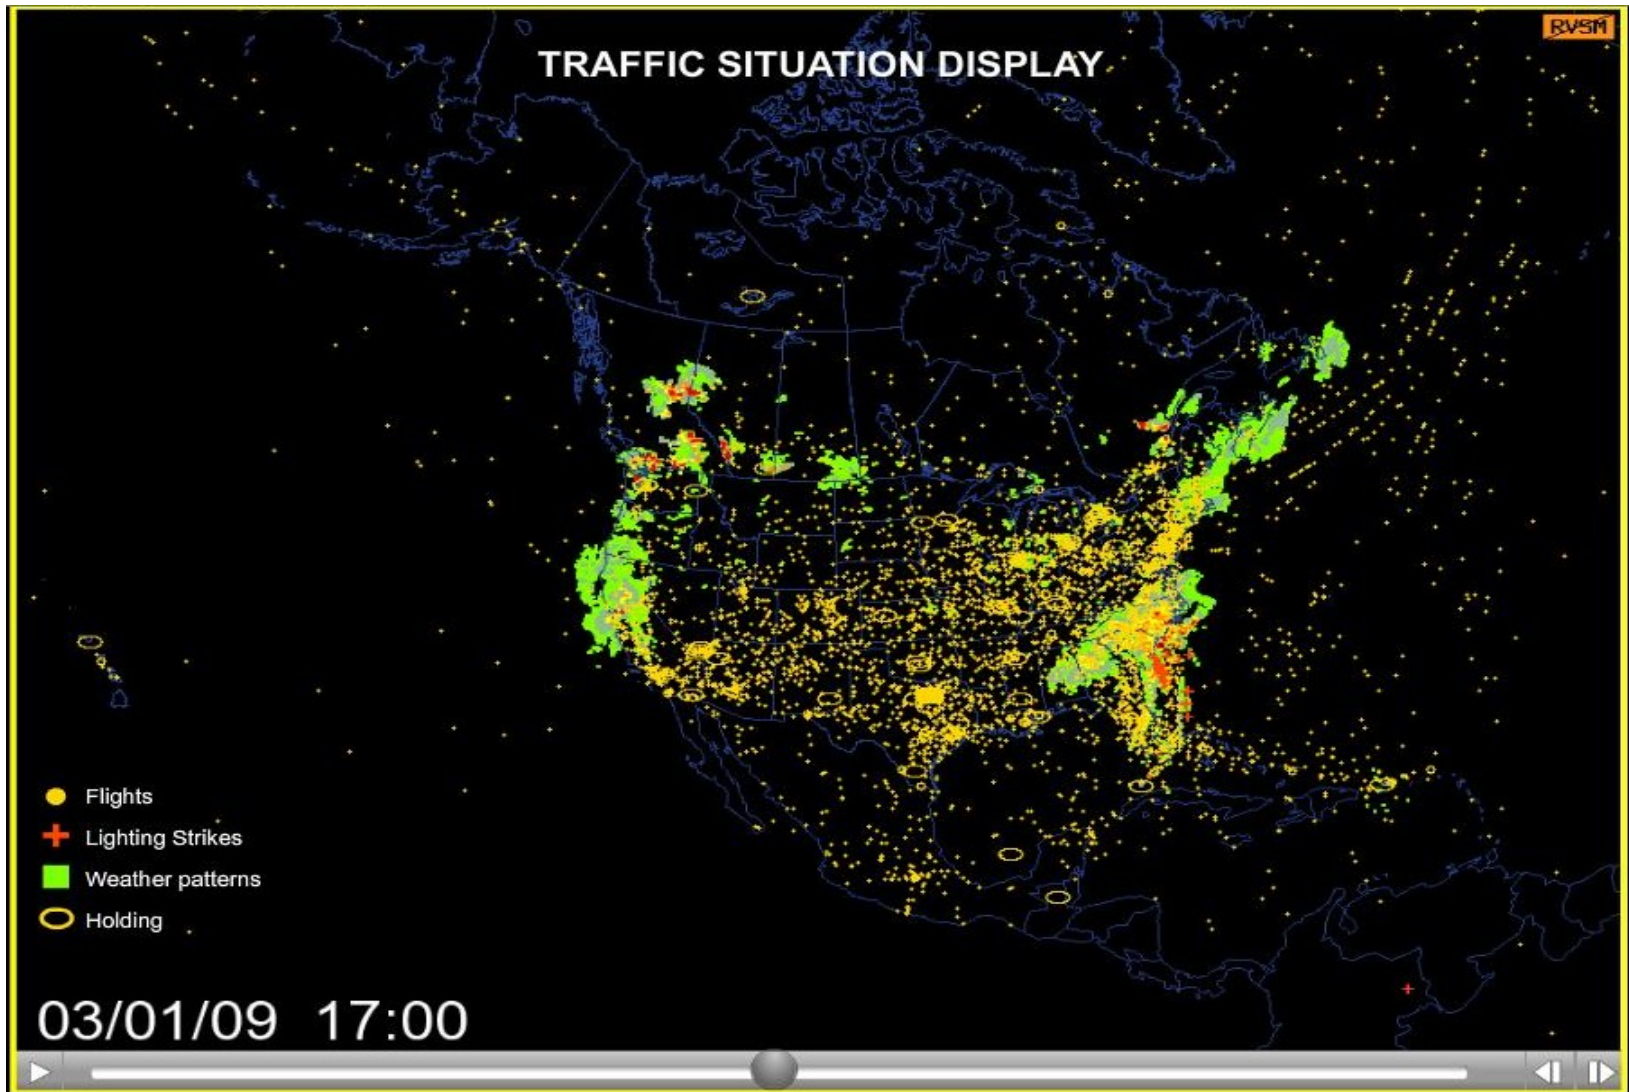 RVSM
TRAFFIC SITUATION DISPLAY
Flights
Lighting Strikes
Weather patterns
Holding
03/01/09 17:00